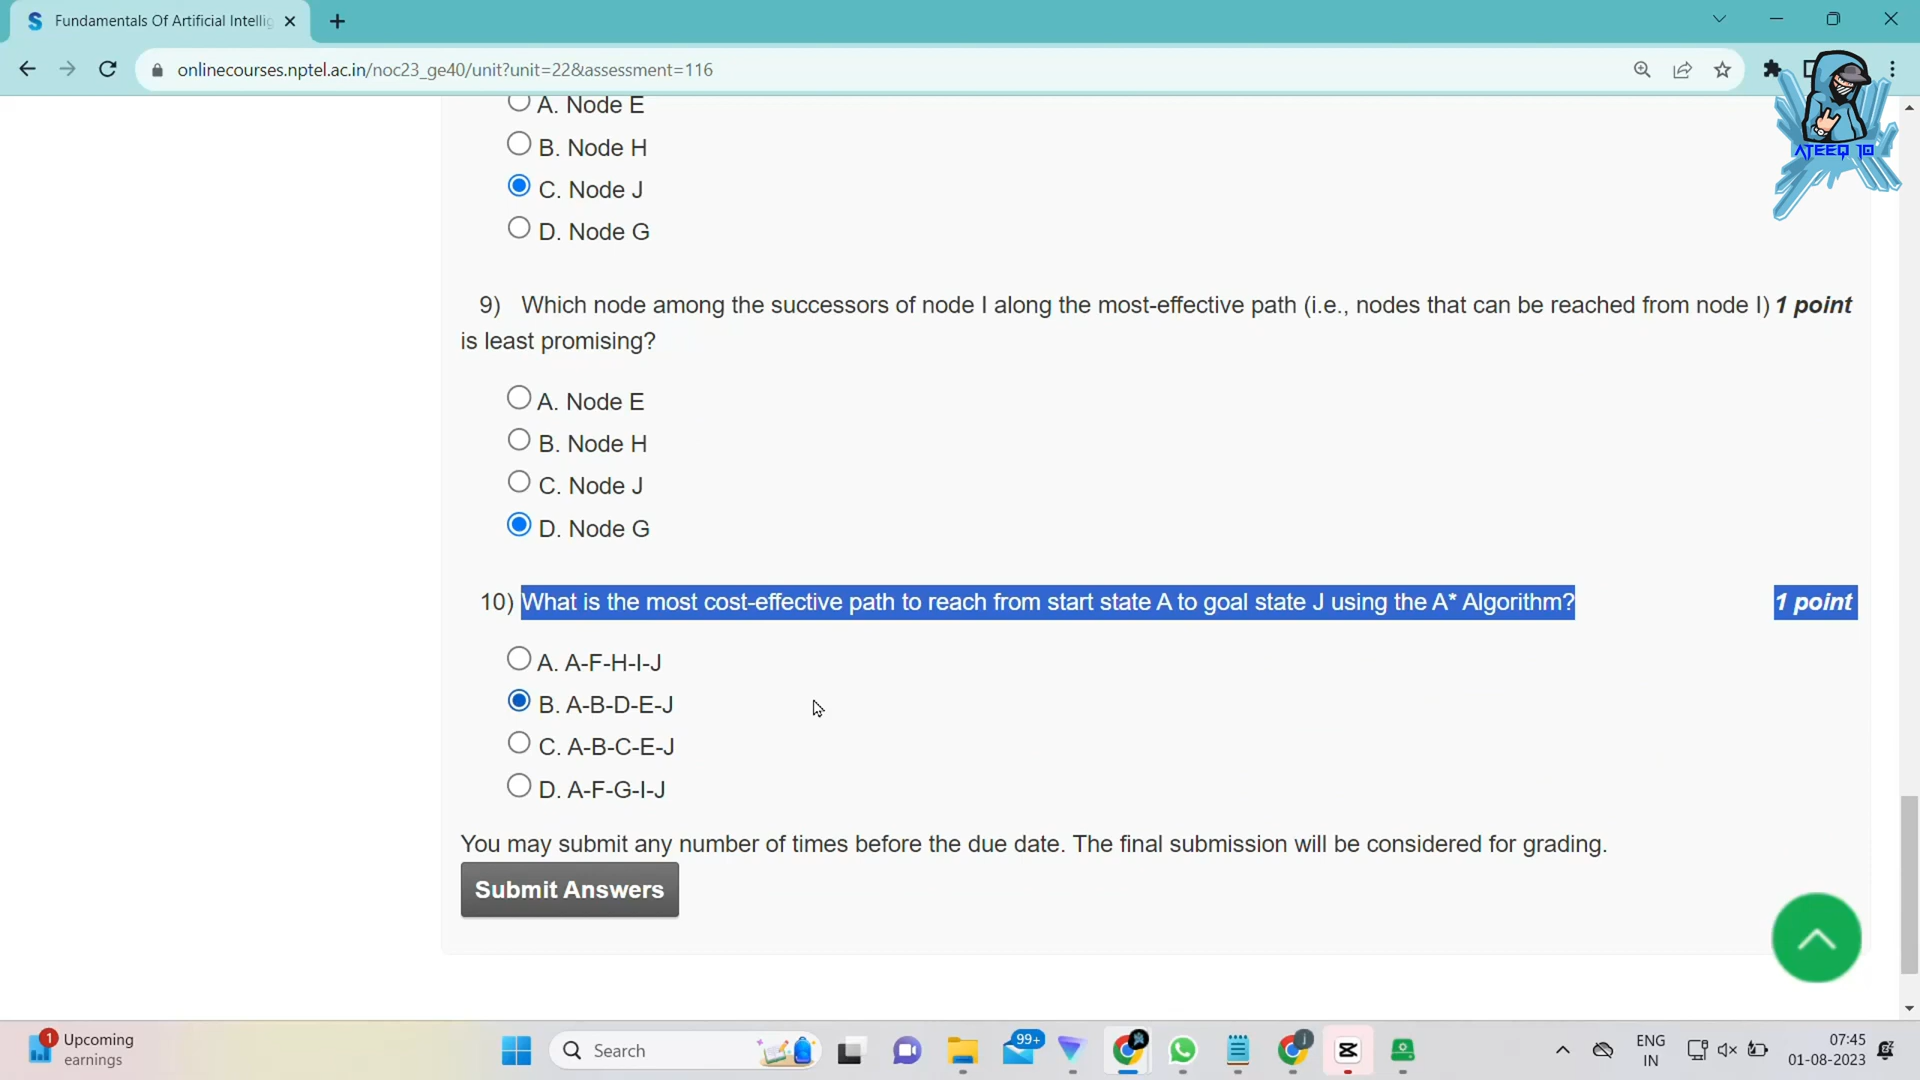 Fundamentals Of Artificial Intellig
onlinecourses.nptel.ac.in/noc23_ge40/unit?unit=22&assessment=116
ATEEQ 10
A. Node E
B. Node H
C. Node J
D. Node G
9) Which node among the successors of node I along the most-effective path (i.e., nodes that can be reached from node I) 1 point
is least promising?
A. Node E
B. Node H
C. Node J
D. Node G
10) What is the most cost-effective path to reach from start state A to goal state J using the A* Algorithm? 1 point
A. A-F-H-I-J
B. A-B-D-E-J
C. A-B-C-E-J
D. A-F-G-I-J
You may submit any number of times before the due date. The final submission will be considered for grading.
Submit Answers
1 Upcoming
earnings
Search
99+
ENG
IN
07:45
01-08-2023